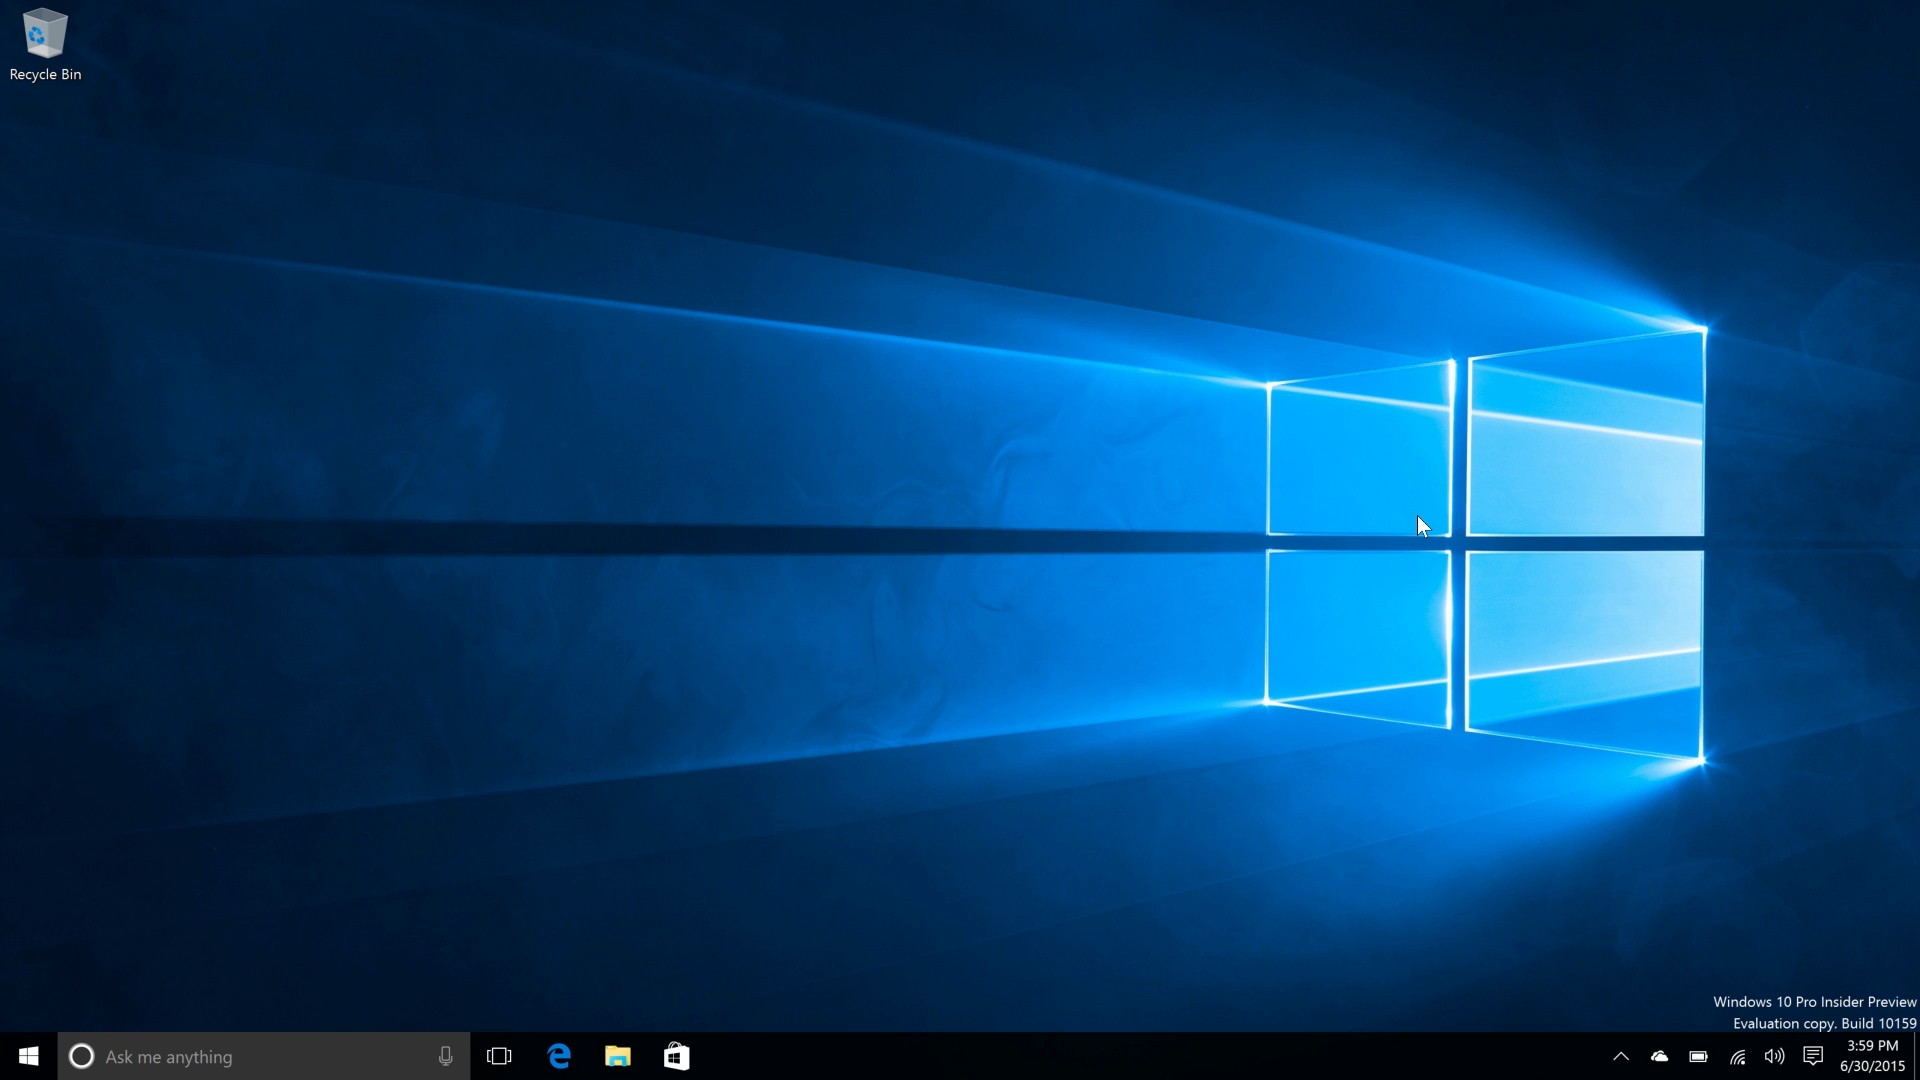 Recycle Bin
Windows 10 Pro Insider Preview
Evaluation copy. Build 10159
Ask me anything
3:59 PM
6/30/2015